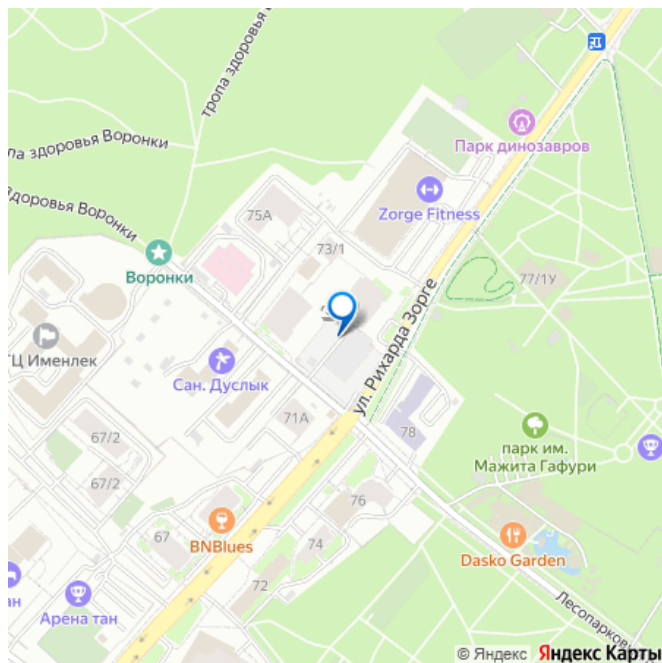 тропа здоровья В
Парк динозавров
па здоровья Воронки
Zorge Fitness
Здоровья Воронки
75А
73/1
Воронки
77/1У
ул. Рихарда Зорге
ТЦ Именлек
Сан. Дуслык
71А
78
парк им.
Мажита Гафури
67/2
67/2
76
67
BNBlues
74
Dasko Garden
72
ан
Арена тан
Лесопаркова
© Яндекс Яндекс Карты